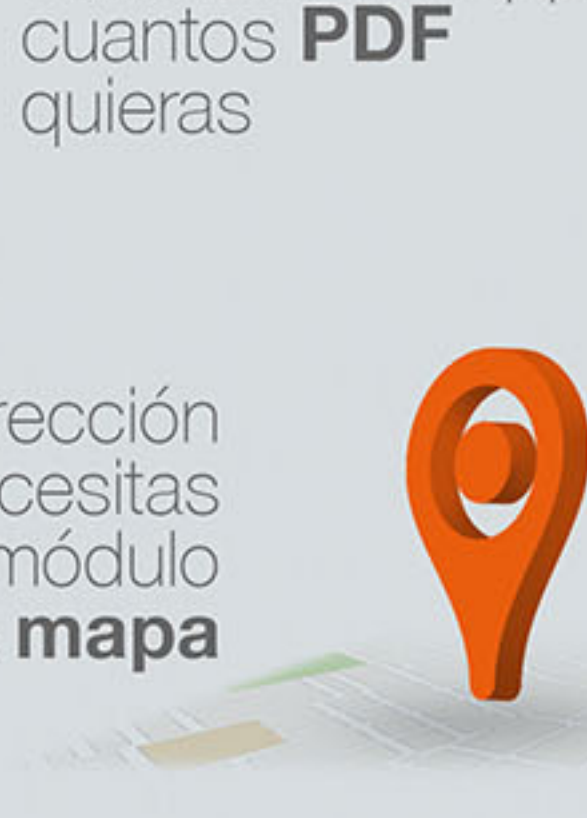 cuantos PDF
quieras
rección
cesitas
módulo
mapa